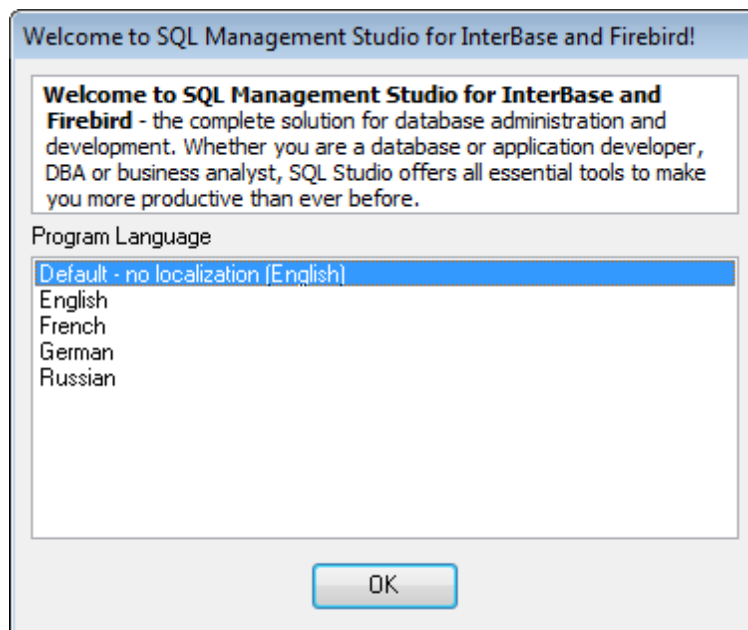 Welcome to SQL Management Studio for InterBase and Firebird!
Welcome to SQL Management Studio for InterBase and
Firebird - the complete solution for database administration and
development. Whether you are a database or application developer,
DBA or business analyst, SQL Studio offers all essential tools to make
you more productive than ever before.
Program Language
Default - no localization (English)
English
French
German
Russian
OK